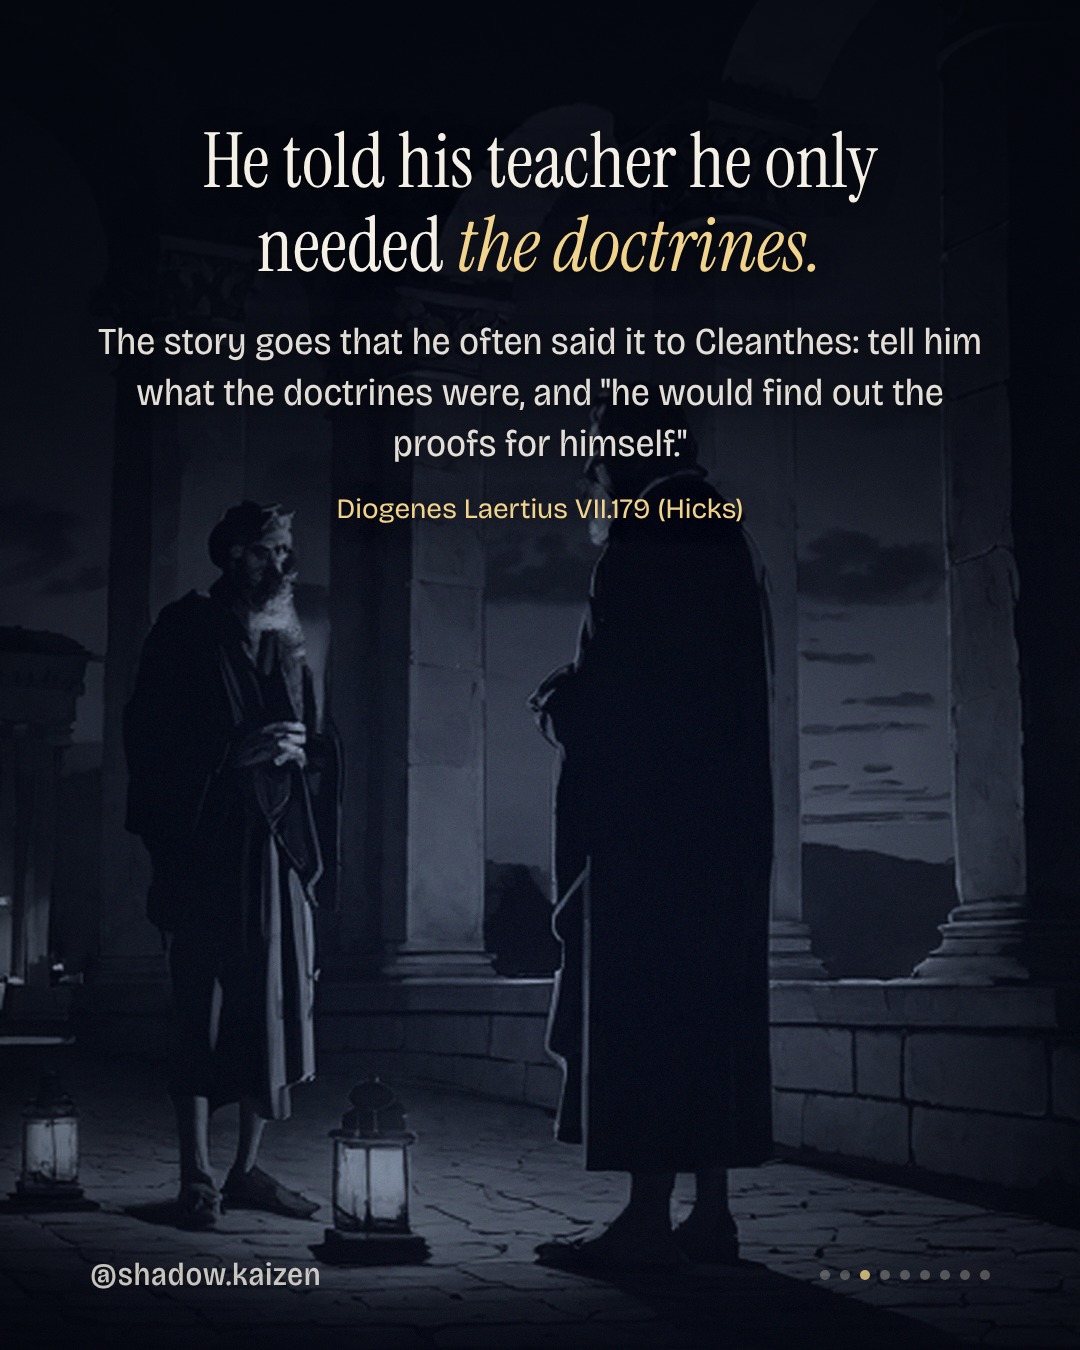 He told his teacher he only
needed the doctrines.
The story goes that he often said it to Cleanthes: tell him
what the doctrines were, and "he would find out the
proofs for himself."
Diogenes Laertius VII.179 (Hicks)
@shadow.kaizen